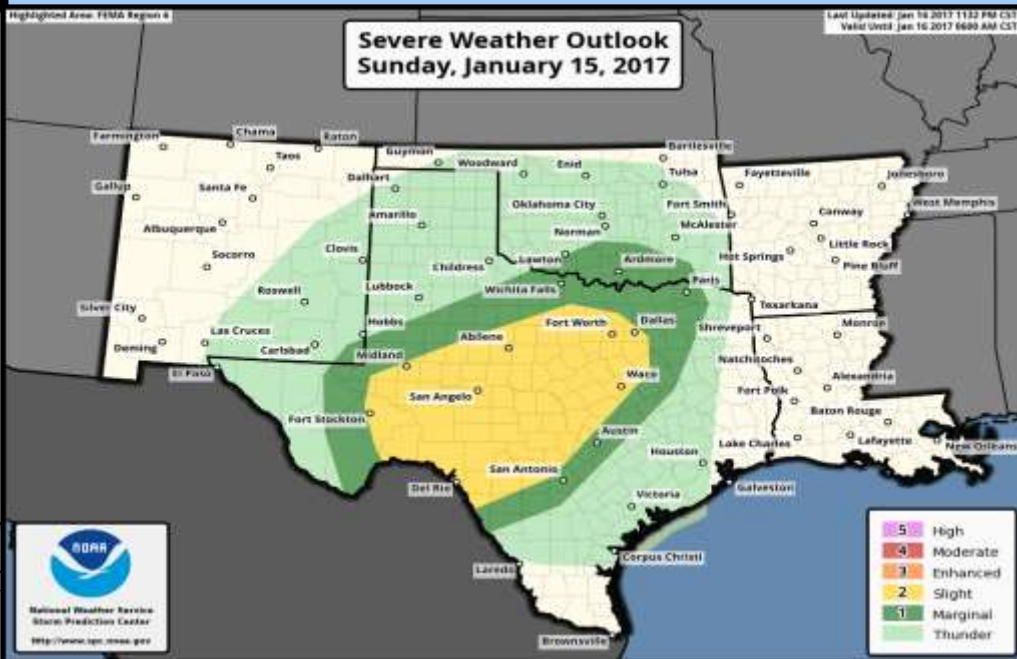 Highlighted Area: FEMA Region 6
Last Updated: Jan 16 2017 1132 PM CST
Valid Until: Jan 16 2017 0600 AM CST
Severe Weather Outlook
Sunday, January 15, 2017
Farmington
Chama
Raton
Taos
Guymon
Woodward
Enid
Bartlesville
Gallup
Santa Fe
Dalhart
Tulsa
Fayetteville
Jonesboro
Albuquerque
Amarillo
Oklahoma City
Norman
Fort Smith
McAlester
Conway
West Memphis
Socorro
Clovis
Childress
Lawton
Ardmore
Hot Springs
Little Rock
Pine Bluff
Roswell
Lubbock
Wichita Falls
Paris
Texarkana
Silver City
Las Cruces
Hobbs
Abilene
Fort Worth
Dallas
Shreveport
Monroe
Deming
Carlsbad
Midland
El Paso
Natchitoches
San Angelo
Waco
Fort Polk
Alexandria
Fort Stockton
Austin
Baton Rouge
Houston
Lake Charles
Lafayette
New Orleans
Del Rio
San Antonio
Victoria
Galveston
Laredo
Corpus Christi
Brownsville
NOAA
National Weather Service
Storm Prediction Center
http://www.spc.noaa.gov
5 High
4 Moderate
3 Enhanced
2 Slight
1 Marginal
Thunder